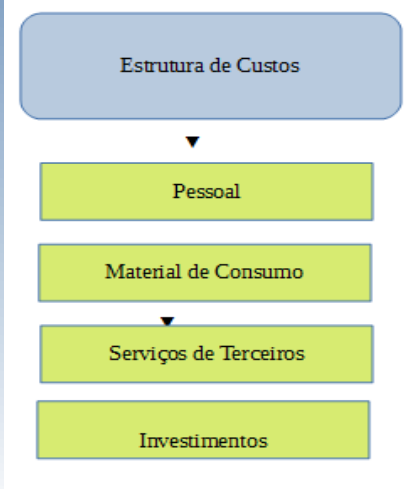 Estrutura de Custos
Pessoal
Material de Consumo
Serviços de Terceiros
Investimentos